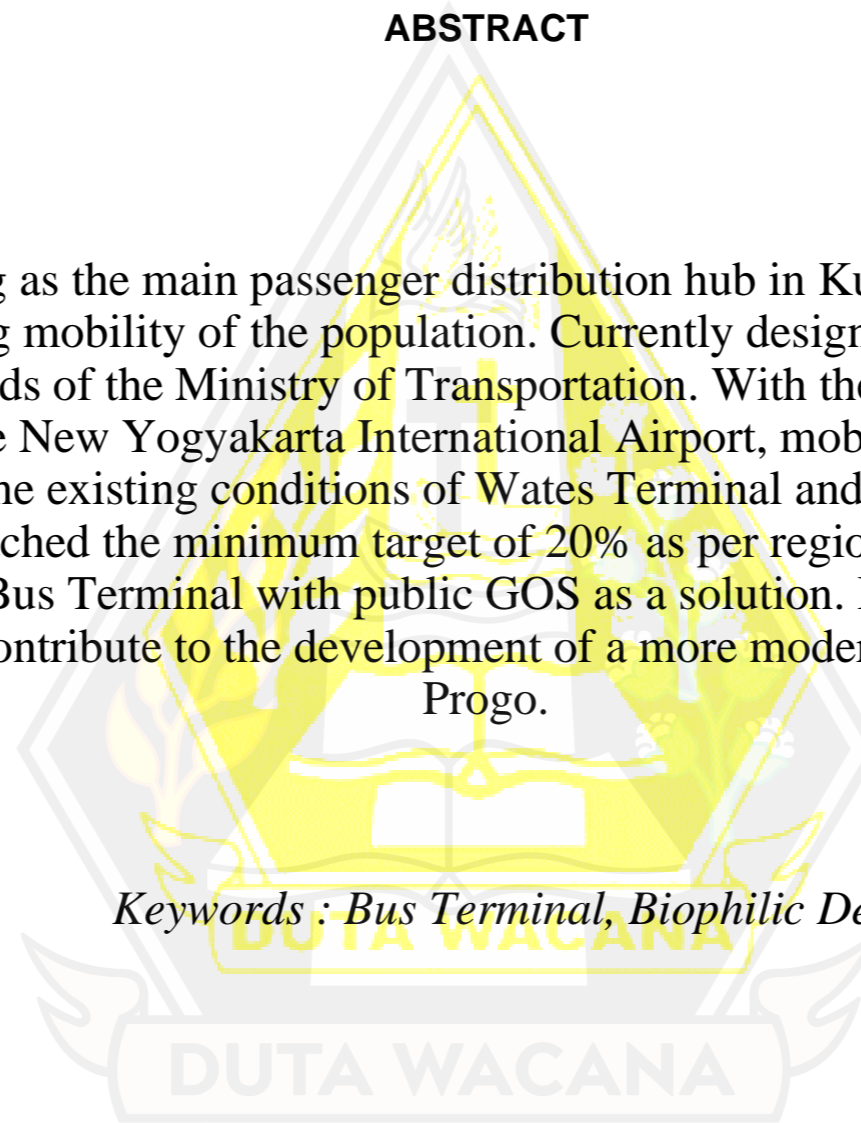 ABSTRACT
g as the main passenger distribution hub in Ku
g mobility of the population. Currently design
ds of the Ministry of Transportation. With the
e New Yogyakarta International Airport, mob
he existing conditions of Wates Terminal and
ched the minimum target of 20% as per regio
Bus Terminal with public GOS as a solution.
ontribute to the development of a more moder
Progo.
Keywords : Bus Terminal, Biophilic De
DUTA WACANA
DUTA WACANA